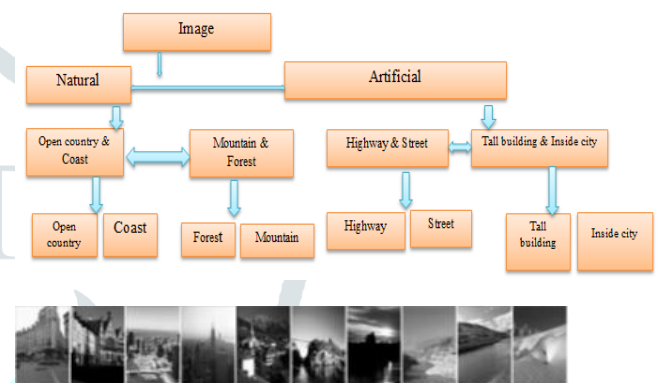 Image
Natural
Artificial
Open country &
Coast
Mountain &
Forest
Highway & Street
Tall building & Inside city
Open
country
Coast
Forest
Mountain
Highway
Street
Tall
building
Inside city